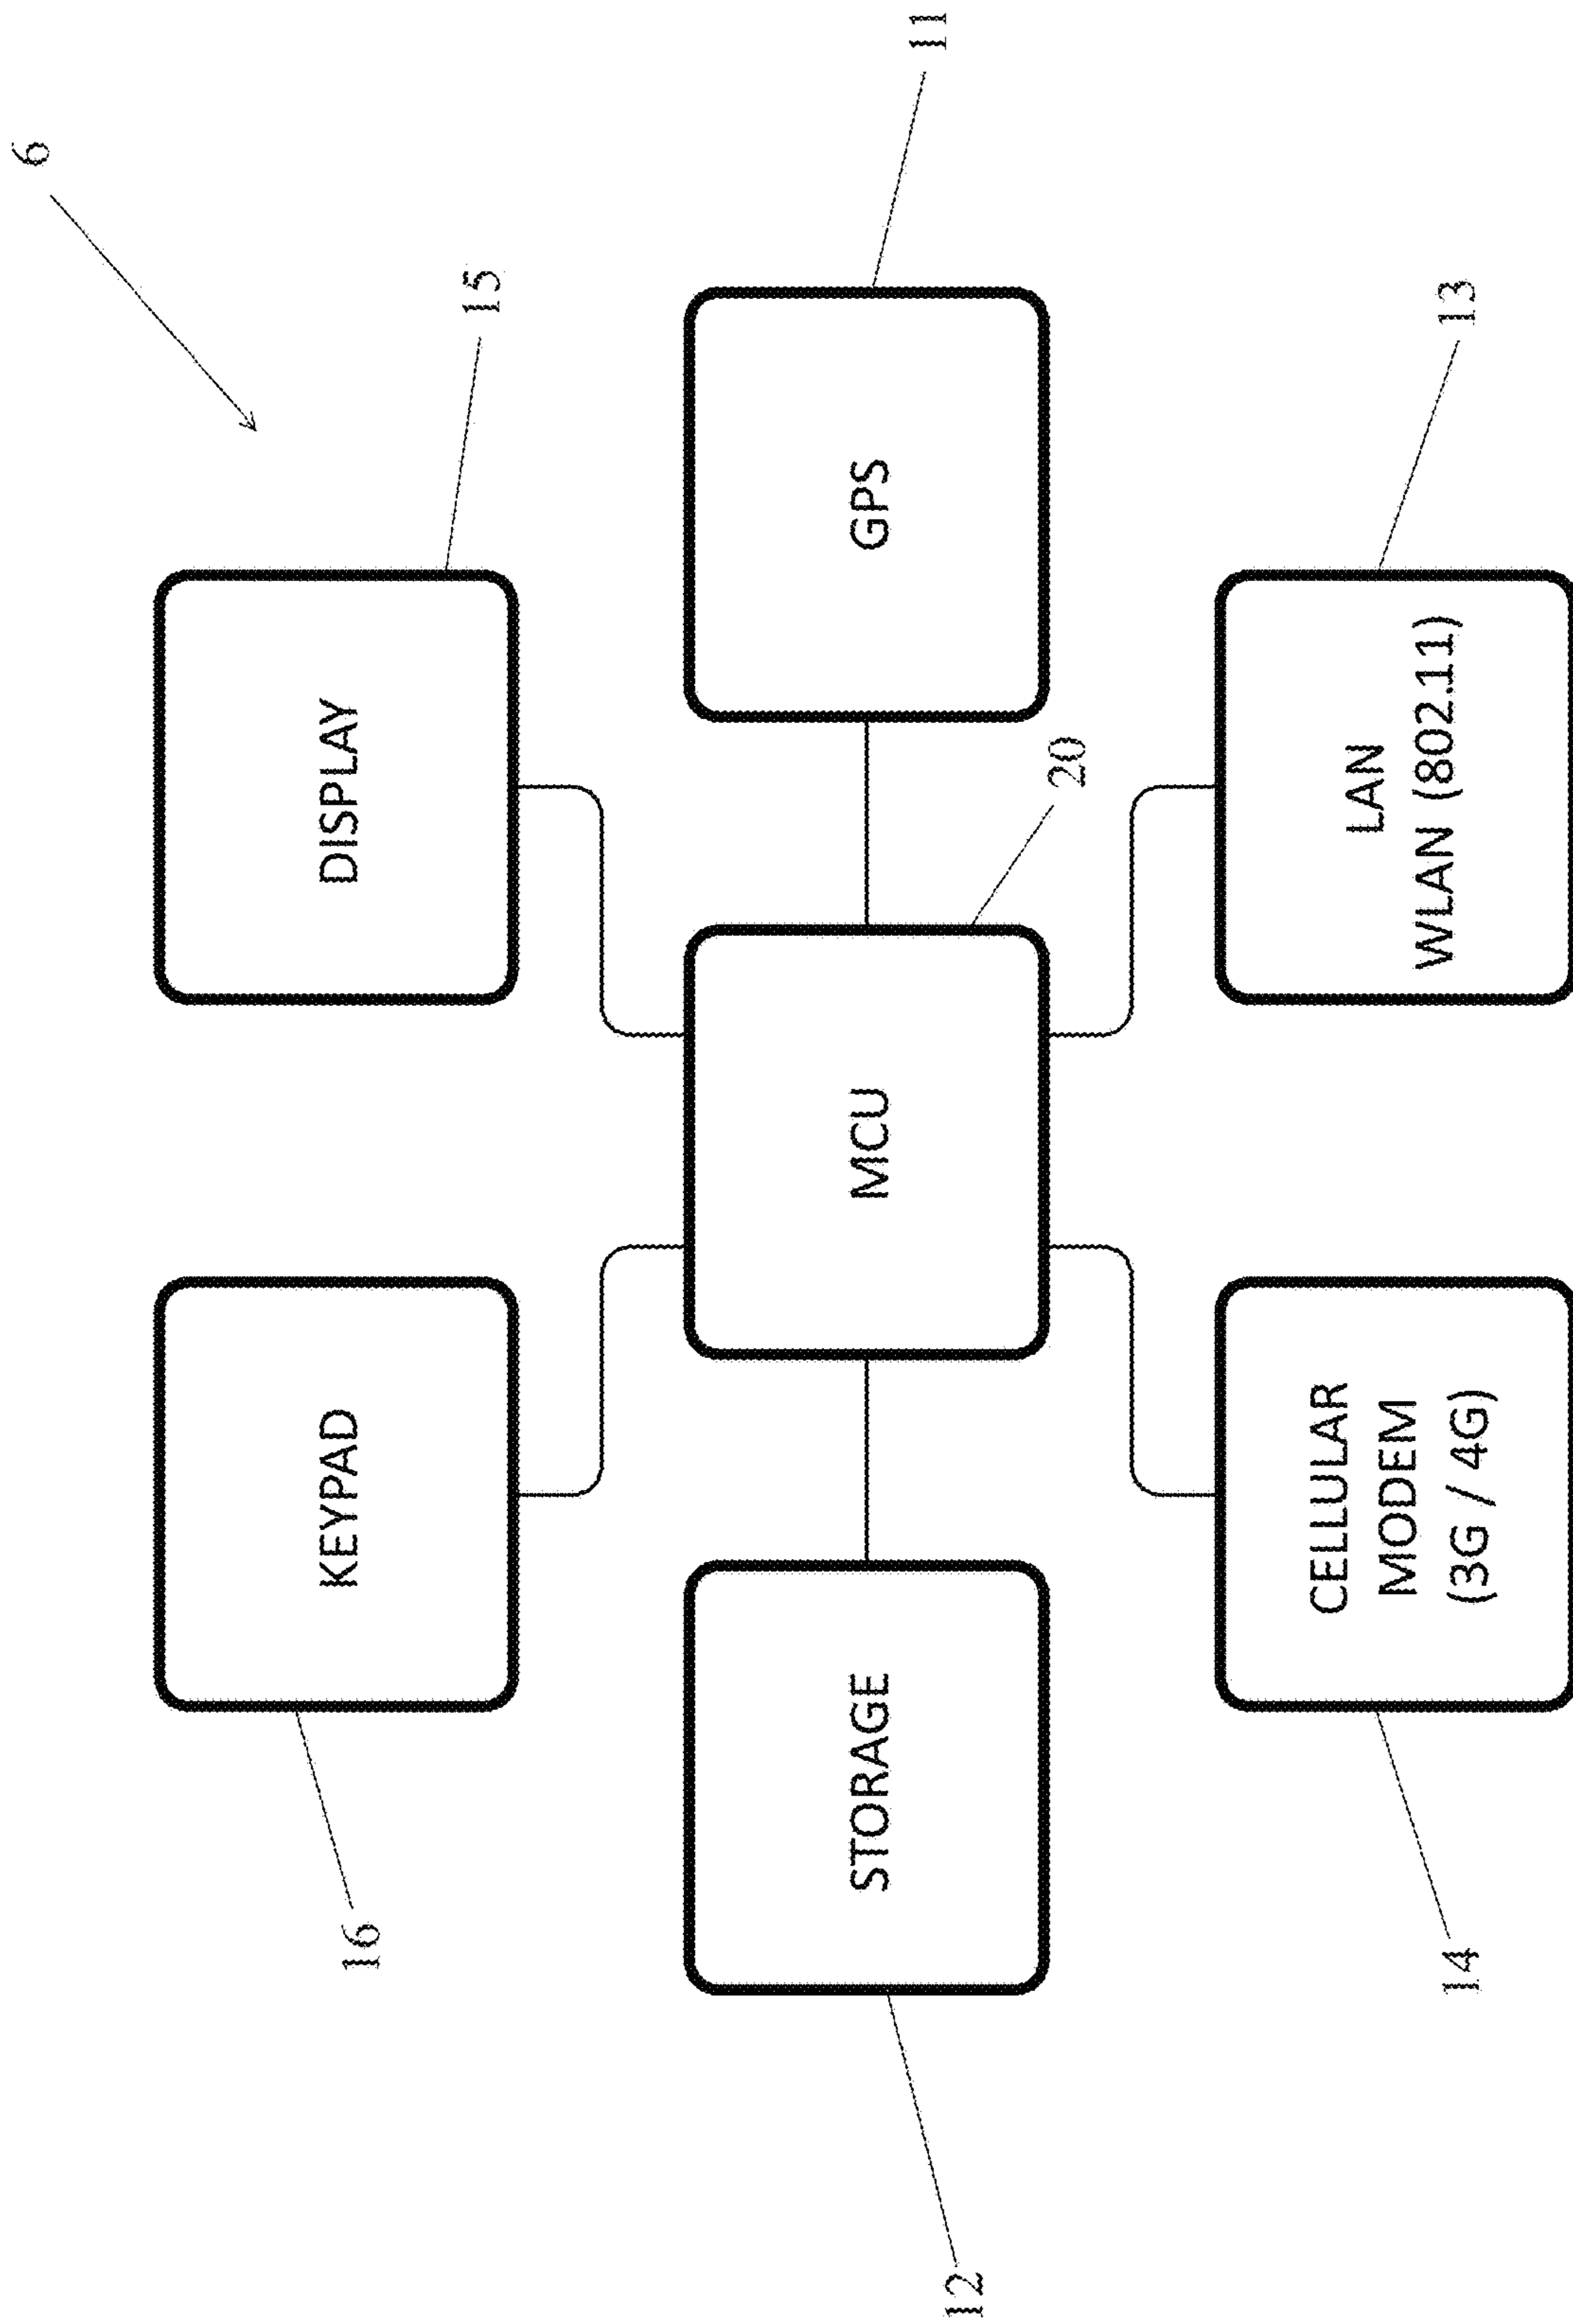 6
16
KEYPAD
DISPLAY
15
12
STORAGE
MCU
20
GPS
11
14
CELLULAR
MODEM
(3G / 4G)
LAN
WLAN (802.11)
13